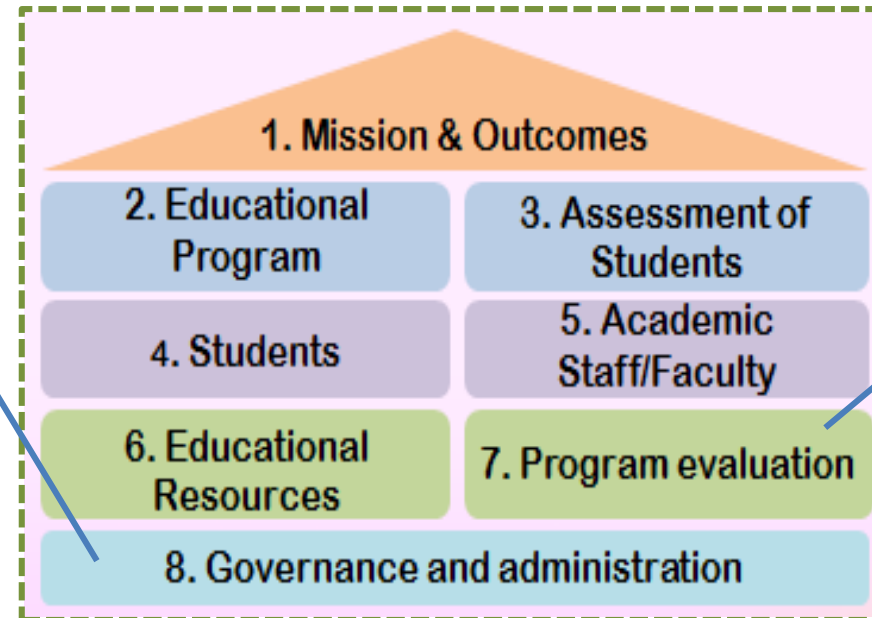 1. Mission & Outcomes
2. Educational
Program
3. Assessment of
Students
4. Students
5. Academic
Staff/Faculty
6. Educational
Resources
7. Program evaluation
8. Governance and administration